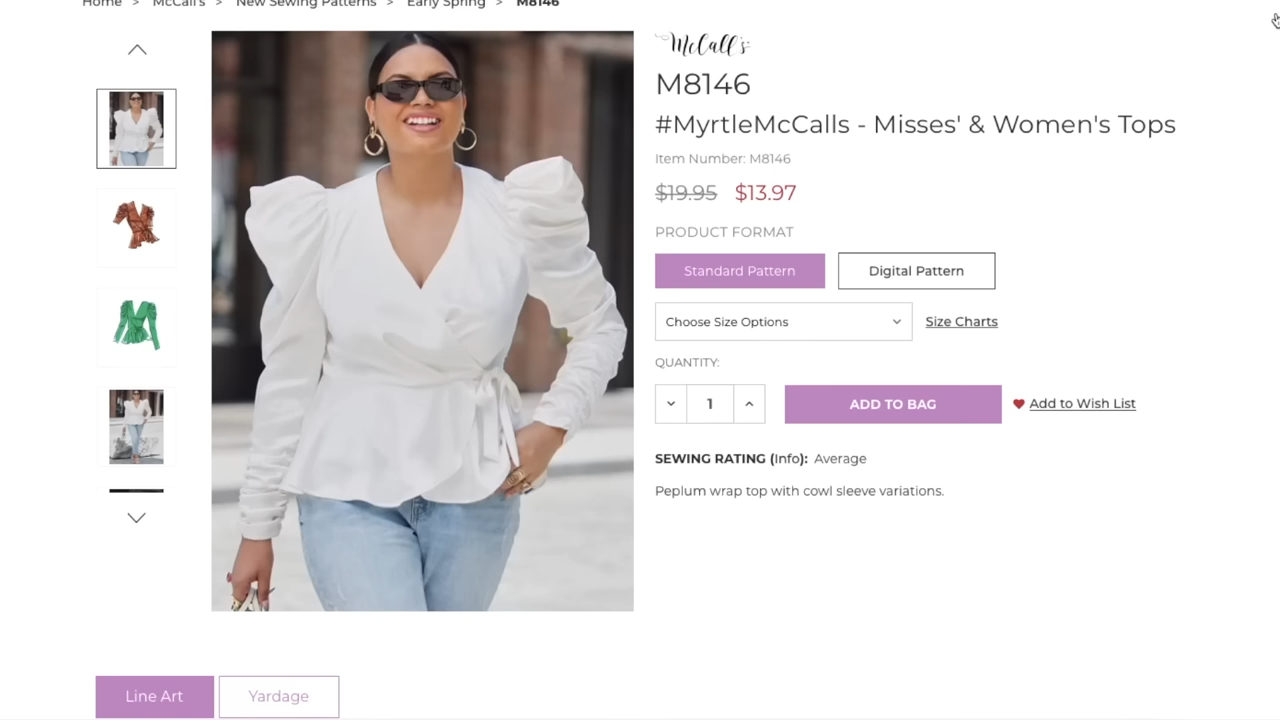 Home > McCall's > New Sewing Patterns > Early Spring > M8146
McCall's
M8146
#MyrtleMcCalls - Misses' & Women's Tops
Item Number: M8146
$19.95 $13.97
PRODUCT FORMAT
Standard Pattern Digital Pattern
Choose Size Options Size Charts
QUANTITY:
1 ADD TO BAG Add to Wish List
SEWING RATING (Info): Average
Peplum wrap top with cowl sleeve variations.
Line Art Yardage